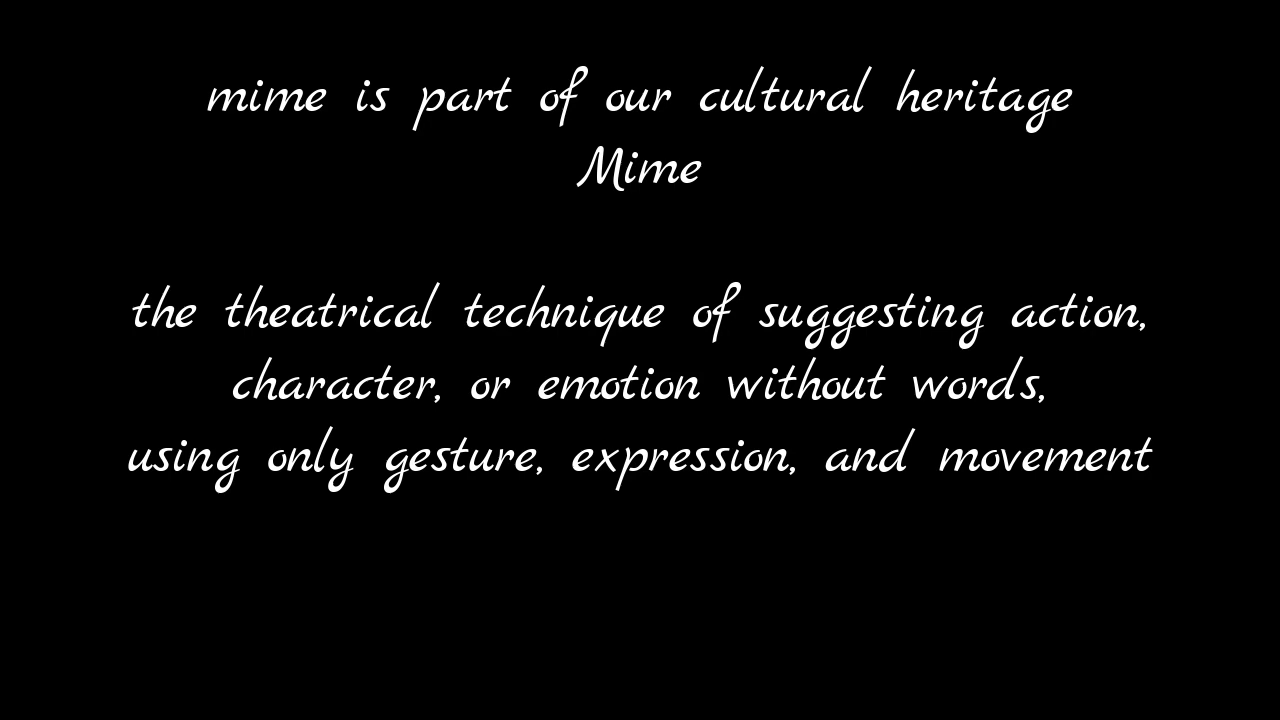 mime is part of our cultural heritage
Mime
the theatrical technique of suggesting action,
character, or emotion without words,
using only gesture, expression, and movement